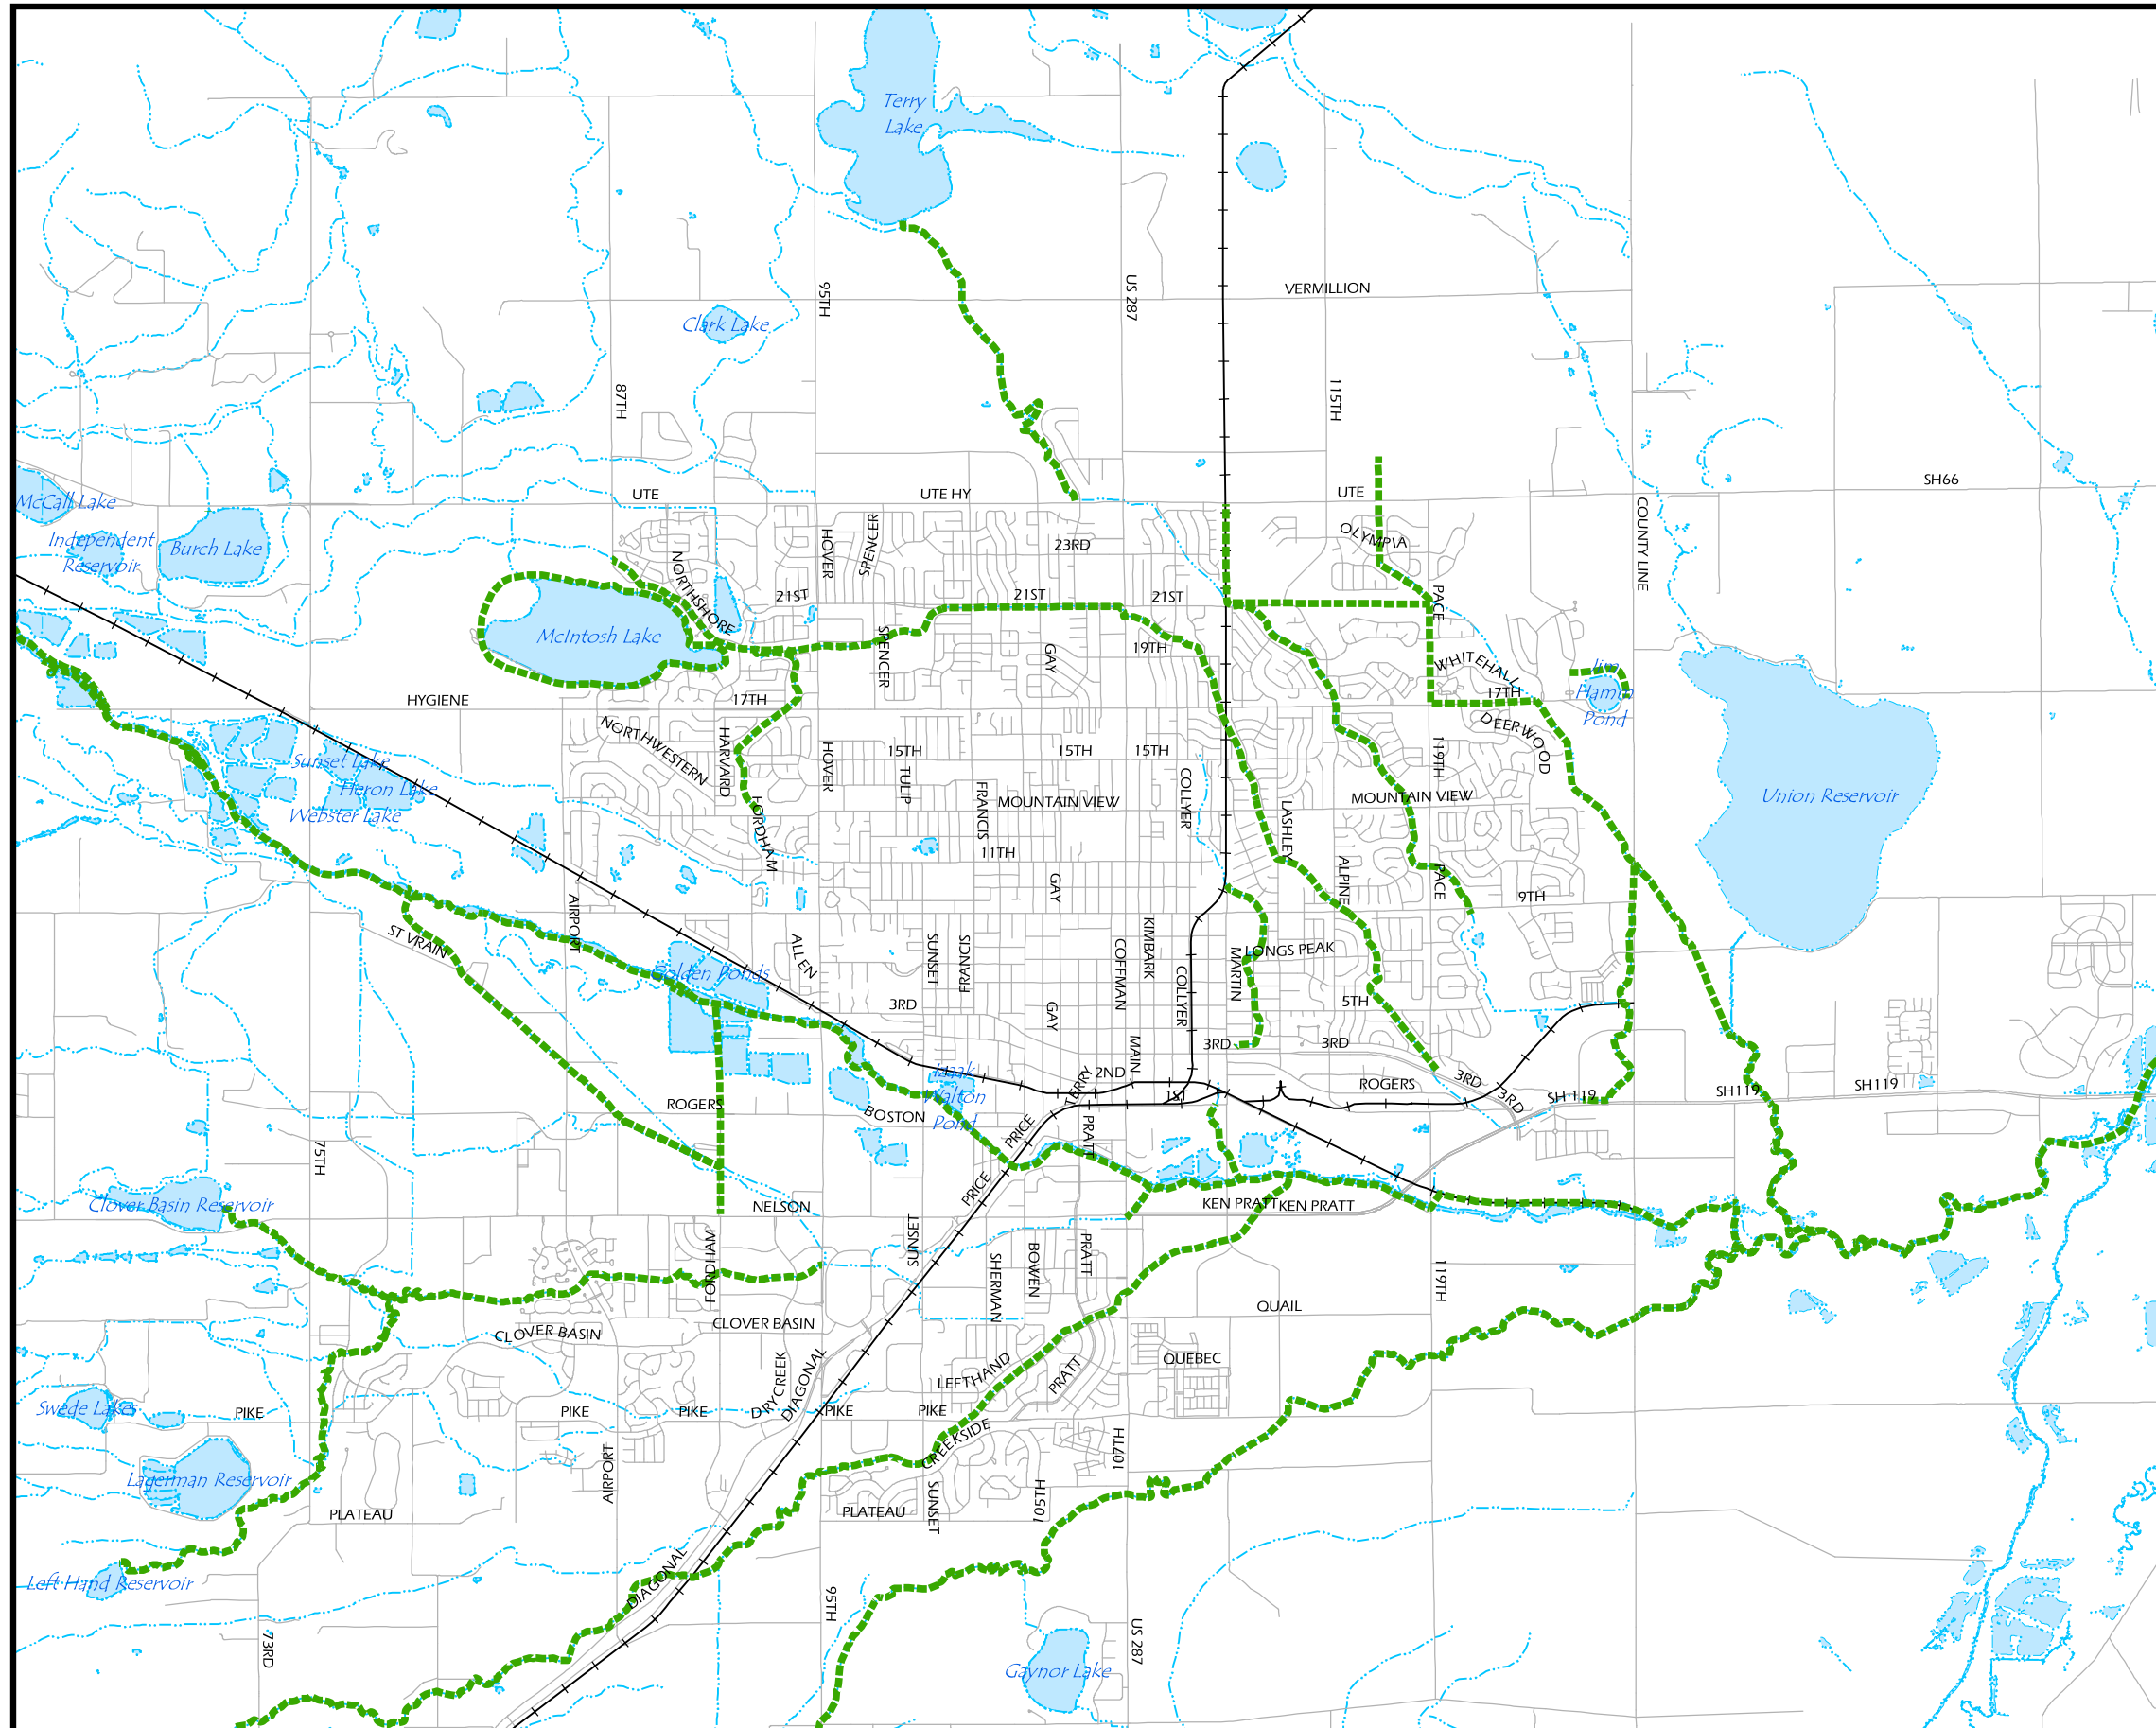 Terry
Lake
95TH
US 287
VERMILLION
Clark Lake
87TH
115TH
McCall Lake
UTE
UTE HY
UTE
SH66
COUNTY LINE
Independent
Reservoir
Burch Lake
NORTHSHORE
HOVER
SPENCER
23RD
OLYMPIA
21ST
21ST
21ST
PACE
McIntosh Lake
SPENCER
GAY
19TH
WHITEHALL
Jim
Hamm
Pond
HYGIENE
17TH
17TH
DEERWOOD
NORTHWESTERN
HARVARD
HOVER
15TH
15TH
15TH
119TH
Sunset Lake
Heron Lake
Webster Lake
TULIP
FRANCIS
MOUNTAIN VIEW
COLLYER
LASHLEY
MOUNTAIN VIEW
Union Reservoir
FORDHAM
11TH
GAY
ALPINE
PACE
9TH
AIRPORT
ST VRAIN
ALLEN
SUNSET
FRANCIS
COFFMAN
KIMBARK
LONGS PEAK
MARTIN
Golden Ponds
3RD
GAY
COLLYER
5TH
MAIN
3RD
3RD
3RD
3RD
Izaak
Walton
Pond
TERRY
2ND
1ST
ROGERS
SH 119
SH119
SH119
ROGERS
BOSTON
PRICE
PRATT
75TH
Clover Basin Reservoir
PRICE
NELSON
KEN PRATT
KEN PRATT
FORDHAM
SUNSET
SHERMAN
BOWEN
PRATT
119TH
QUAIL
CLOVER BASIN
CLOVER BASIN
DRYCREEK
DIAGONAL
LEFTHAND
PRATT
QUEBEC
Swede Lakes
PIKE
PIKE
PIKE
PIKE
PIKE
CREEKSIDE
107TH
Lagerman Reservoir
AIRPORT
PLATEAU
PLATEAU
SUNSET
105TH
Left Hand Reservoir
DIAGONAL
95TH
US 287
73RD
Gaynor Lake